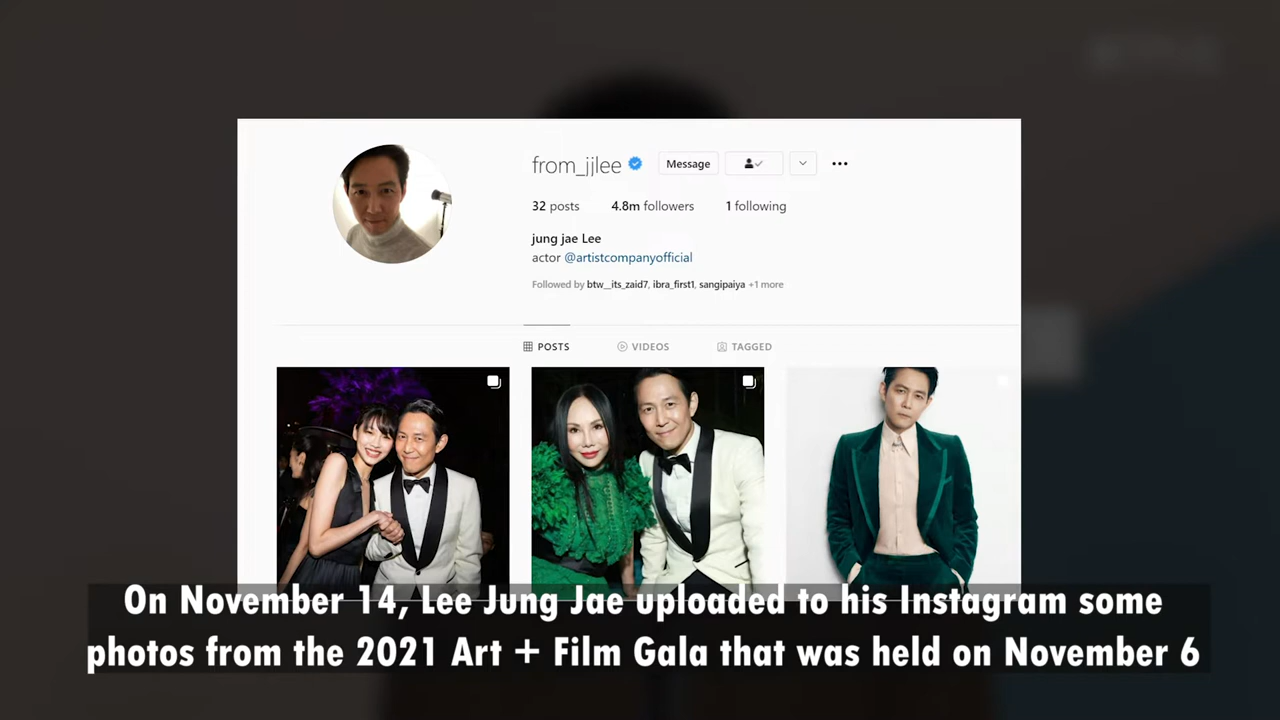 from_jjlee Message
32 posts 4.8m followers 1 following
jung jae Lee
actor @artistcompanyofficial
Followed by btw__its_zaid7, ibra_first1, sangipaiya +1 more
POSTS VIDEOS TAGGED
On November 14, Lee Jung Jae uploaded to his Instagram some
photos from the 2021 Art + Film Gala that was held on November 6